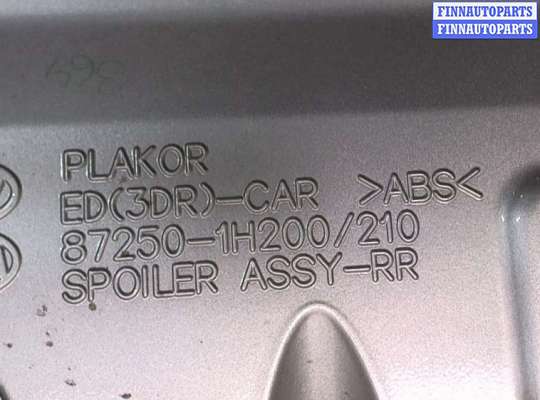 FINNAUTOPARTS
FINNAUTOPARTS
PLAKOR
ED(3DR)-CAR >ABS<
87250-1H200/210
SPOILER ASSY-RR